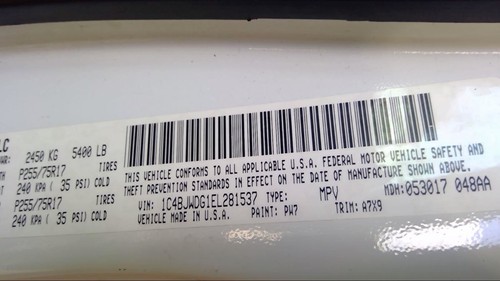 LC
2450 KG 5400 LB
P255/75R17 TIRES
240 KPA ( 35 PSI) COLD
P255/75R17 TIRES
240 KPA ( 35 PSI) COLD
THIS VEHICLE CONFORMS TO ALL APPLICABLE U.S.A. FEDERAL MOTOR VEHICLE SAFETY AND
THEFT PREVENTION STANDARDS IN EFFECT ON THE DATE OF MANUFACTURE SHOWN ABOVE.
VIN: 1C4BJWDG1EL281537 TYPE: MPV MDH: 053017 048AA
VEHICLE MADE IN U.S.A. PAINT: PW7 TRIM: A7X9